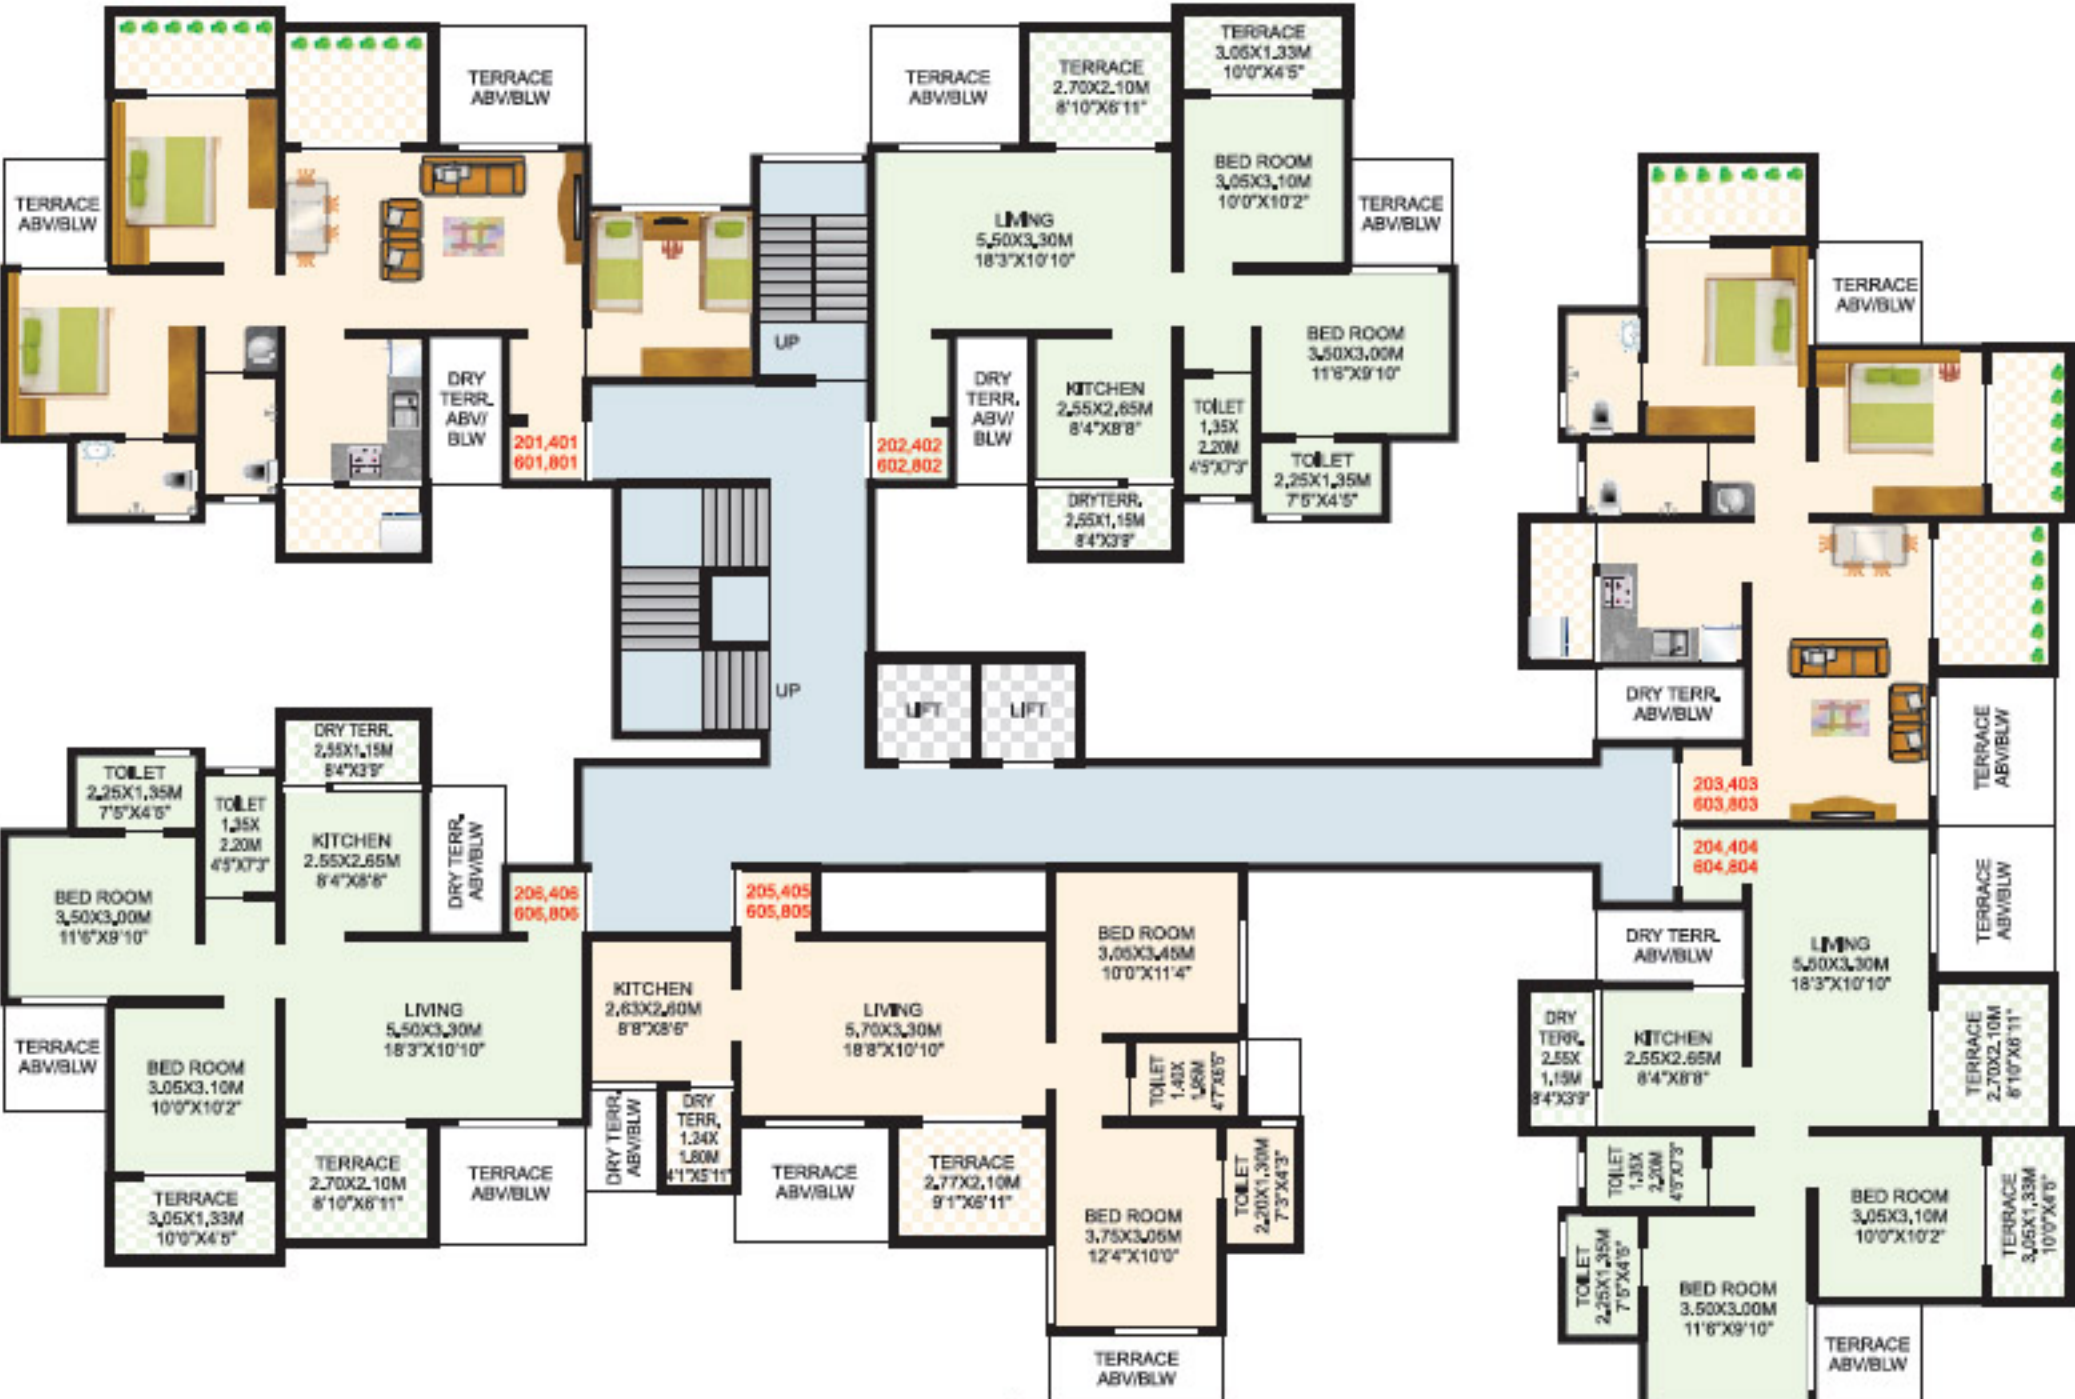 TERRACE
ABV/BLW
TERRACE
ABV/BLW
DRY
TERR.
ABV/
BLW
201,401
601,801
UP
TERRACE
ABV/BLW
TERRACE
2.70X2.10M
8'10"X6'11"
TERRACE
3.05X1.33M
10'0"X4'5"
BED ROOM
3.05X3.10M
10'0"X10'2"
TERRACE
ABV/BLW
LIVING
5.50X3.30M
18'3"X10'10"
BED ROOM
3.50X3.00M
11'6"X9'10"
DRY
TERR.
ABV/
BLW
KITCHEN
2.55X2.65M
8'4"X8'8"
TOILET
1.35X
2.20M
4'5"X7'3"
TOILET
2.25X1.35M
7'5"X4'5"
202,402
602,802
DRYTERR.
2.55X1.15M
8'4"X3'9"
TERRACE
ABV/BLW
DRY TERR.
ABV/BLW
TERRACE
ABV/BLW
203,403
603,803
UP
LIFT
LIFT
DRY TERR.
2.55X1.15M
8'4"X3'9"
TOILET
2.25X1.35M
7'5"X4'5"
TOILET
1.35X
2.20M
4'5"X7'3"
KITCHEN
2.55X2.65M
8'4"X8'8"
DRY TERR.
ABV/BLW
BED ROOM
3.50X3.00M
11'6"X9'10"
206,406
606,806
LIVING
5.50X3.30M
18'3"X10'10"
TERRACE
ABV/BLW
BED ROOM
3.05X3.10M
10'0"X10'2"
TERRACE
3.05X1.33M
10'0"X4'5"
TERRACE
2.70X2.10M
8'10"X6'11"
TERRACE
ABV/BLW
205,405
605,805
KITCHEN
2.63X2.60M
8'8"X8'6"
LIVING
5.70X3.30M
18'8"X10'10"
BED ROOM
3.05X3.45M
10'0"X11'4"
TOILET
1.40X
1.95M
4'7"X6'5"
DRY TERR.
ABV/BLW
DRY
TERR.
1.24X
1.80M
4'1"X5'11"
TERRACE
ABV/BLW
TERRACE
2.77X2.10M
9'1"X6'11"
BED ROOM
3.75X3.05M
12'4"X10'0"
TOILET
2.20X1.30M
7'3"X4'3"
TERRACE
ABV/BLW
204,404
604,804
TERRACE
ABV/BLW
DRY TERR.
ABV/BLW
LIVING
5.50X3.30M
18'3"X10'10"
DRY
TERR.
2.55X
1.15M
8'4"X3'9"
KITCHEN
2.55X2.65M
8'4"X8'8"
TERRACE
2.70X2.10M
8'10"X6'11"
TOILET
1.35X
2.20M
4'5"X7'3"
BED ROOM
3.05X3.10M
10'0"X10'2"
TERRACE
3.05X1.33M
10'0"X4'5"
TOILET
2.25X1.35M
7'5"X4'5"
BED ROOM
3.50X3.00M
11'6"X9'10"
TERRACE
ABV/BLW